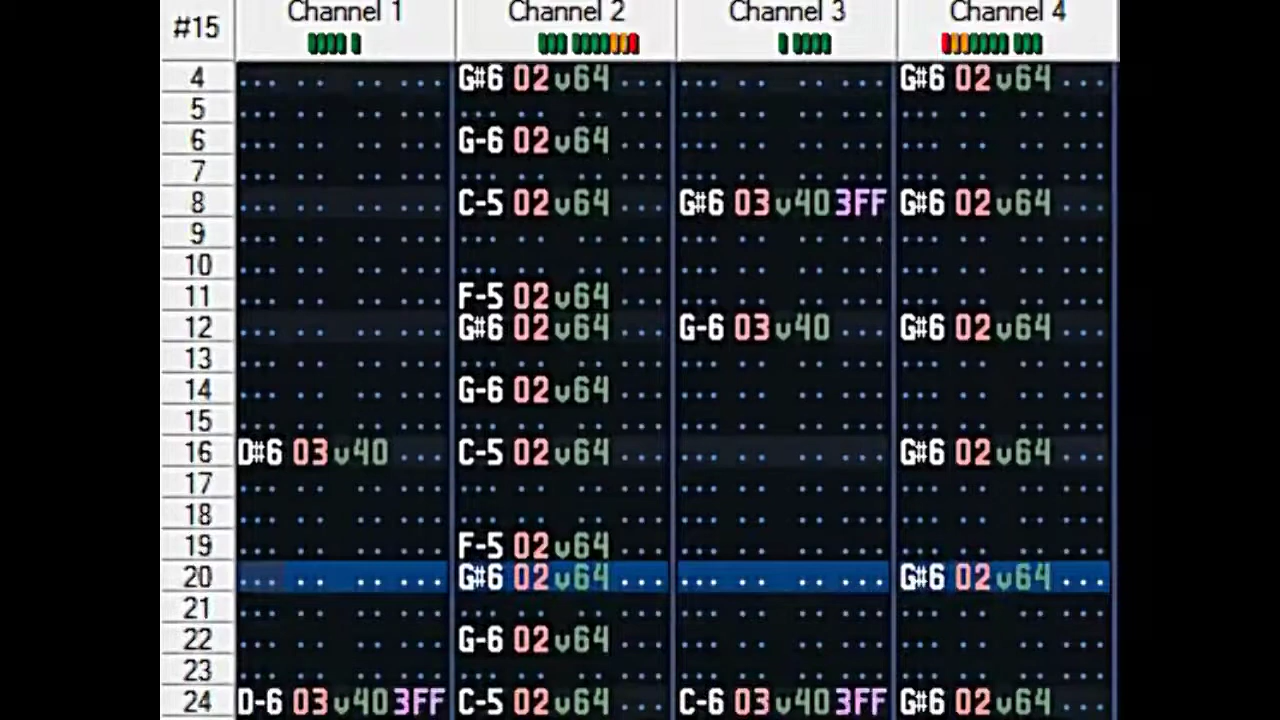 #15 Channel 1 Channel 2 Channel 3 Channel 4
4 ... .. .. ... G#6 02 v64 ... ... .. .. ... G#6 02 v64 ...
5 ... .. .. ... ... .. .. ... ... .. .. ... ... .. .. ...
6 ... .. .. ... G-6 02 v64 ... ... .. .. ... ... .. .. ...
7 ... .. .. ... ... .. .. ... ... .. .. ... ... .. .. ...
8 ... .. .. ... C-5 02 v64 ... G#6 03 v40 3FF G#6 02 v64 ...
9 ... .. .. ... ... .. .. ... ... .. .. ... ... .. .. ...
10 ... .. .. ... ... .. .. ... ... .. .. ... ... .. .. ...
11 ... .. .. ... F-5 02 v64 ... ... .. .. ... ... .. .. ...
12 ... .. .. ... G#6 02 v64 ... G-6 03 v40 ... G#6 02 v64 ...
13 ... .. .. ... ... .. .. ... ... .. .. ... ... .. .. ...
14 ... .. .. ... G-6 02 v64 ... ... .. .. ... ... .. .. ...
15 ... .. .. ... ... .. .. ... ... .. .. ... ... .. .. ...
16 D#6 03 v40 ... C-5 02 v64 ... ... .. .. ... G#6 02 v64 ...
17 ... .. .. ... ... .. .. ... ... .. .. ... ... .. .. ...
18 ... .. .. ... ... .. .. ... ... .. .. ... ... .. .. ...
19 ... .. .. ... F-5 02 v64 ... ... .. .. ... ... .. .. ...
20 ... .. .. ... G#6 02 v64 ... ... .. .. ... G#6 02 v64 ...
21 ... .. .. ... ... .. .. ... ... .. .. ... ... .. .. ...
22 ... .. .. ... G-6 02 v64 ... ... .. .. ... ... .. .. ...
23 ... .. .. ... ... .. .. ... ... .. .. ... ... .. .. ...
24 D-6 03 v40 3FF C-5 02 v64 ... C-6 03 v40 3FF G#6 02 v64 ...